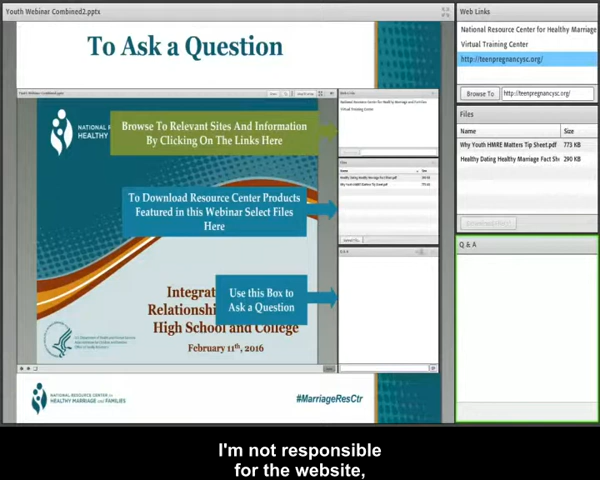 Youth Webinar Combined2.pptx
To Ask a Question
Browse To Relevant Sites And Information
By Clicking On The Links Here
To Download Resource Center Products
Featured in this Webinar Select Files
Here
Use this Box to
Ask a Question
NATIONAL
HEALTHY
Integrat
Relationship
High School and College
February 11th, 2016
NATIONAL RESOURCE CENTER for
HEALTHY MARRIAGE AND FAMILIES
#MarriageResCtr
Web Links
National Resource Center for Healthy Marriage
Virtual Training Center
http://teenpregnancysc.org/
Browse To
http://teenpregnancysc.org/
Files
Name
Size
Why Youth HMRE Matters Tip Sheet.pdf
773 KB
Healthy Dating Healthy Marriage Fact She
290 KB
Q & A
I'm not responsible
for the website,